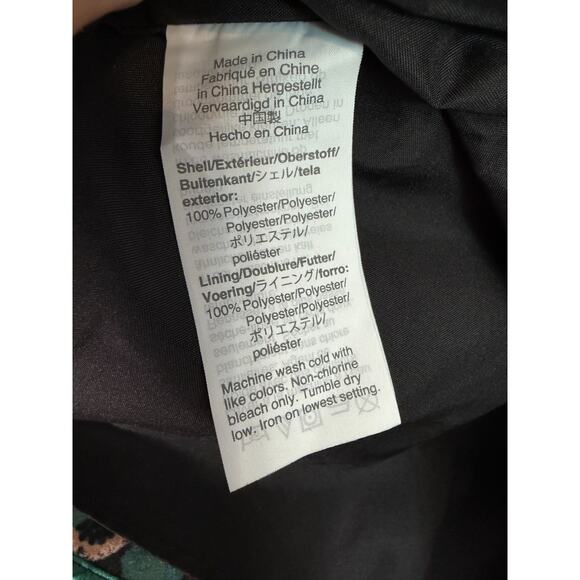 Made in China
Fabriqué en Chine
in China Hergestellt
Vervaardigd in China
中国製
Hecho en China
Shell/Extérieur/Oberstoff/
Buitenkant/シェル/tela
exterior:
100% Polyester/Polyester/
Polyester/Polyester/
ポリエステル/
poliéster
Lining/Doublure/Futter/
Voering/ライニング/forro:
100% Polyester/Polyester/
Polyester/Polyester/
ポリエステル/
poliéster
Machine wash cold with
like colors. Non-chlorine
bleach only. Tumble dry
low. Iron on lowest setting.